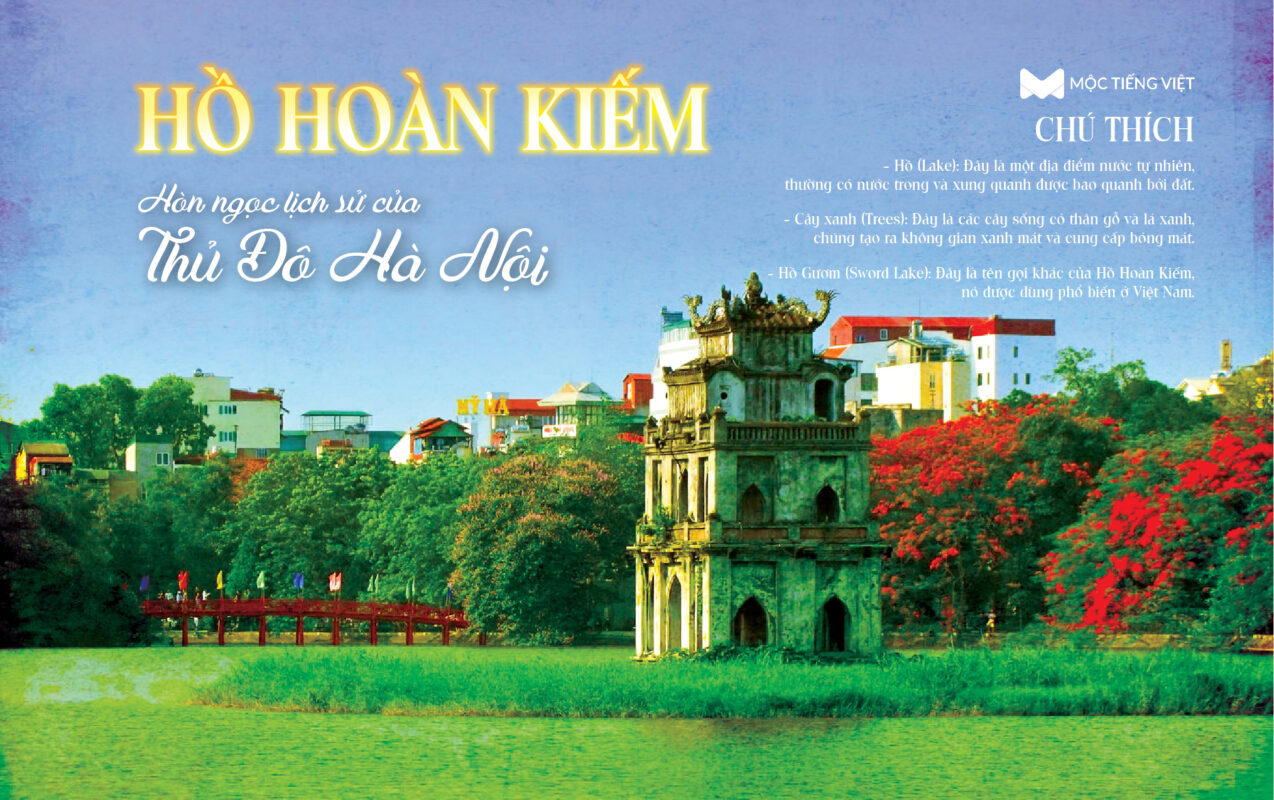 HỒ HOÀN KIẾM
Hòn ngọc lịch sử của
Thủ Đô Hà Nội
MỘC TIẾNG VIỆT
CHÚ THÍCH
- Hồ (Lake): Đây là một địa điểm nước tự nhiên,
thường có nước trong và xung quanh được bao quanh bởi đất.
- Cây xanh (Trees): Đây là các cây sống có thân gỗ và lá xanh,
chúng tạo ra không gian xanh mát và cung cấp bóng mát.
- Hồ Gươm (Sword Lake): Đây là tên gọi khác của Hồ Hoàn Kiếm,
nó được dùng phổ biến ở Việt Nam.
MỸ HÀ